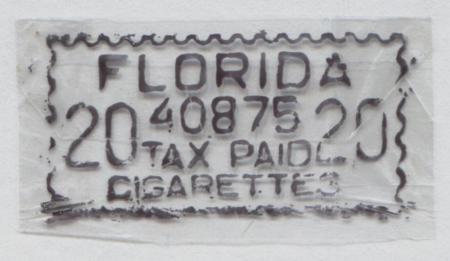 FLORIDA
20 40875 20
TAX PAID
CIGARETTES